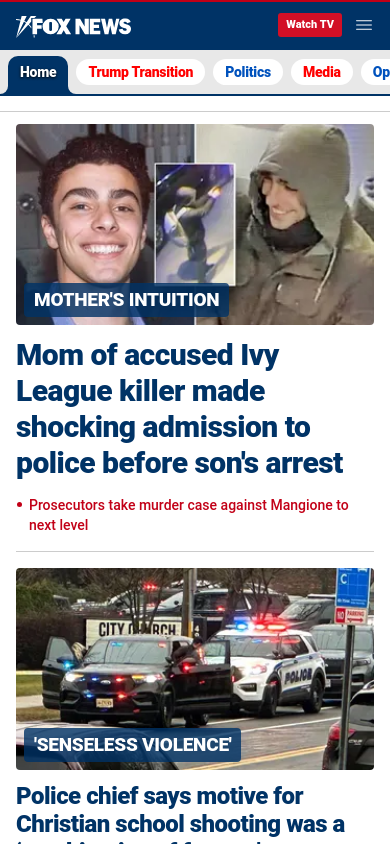 FOX NEWS
Watch TV
Home
Trump Transition
Politics
Media
Op
MOTHER'S INTUITION
Mom of accused Ivy
League killer made
shocking admission to
police before son's arrest
• Prosecutors take murder case against Mangione to
next level
CITY CHURCH
C
NO
PARKING
POLICE
'SENSELESS VIOLENCE'
Police chief says motive for
Christian school shooting was a